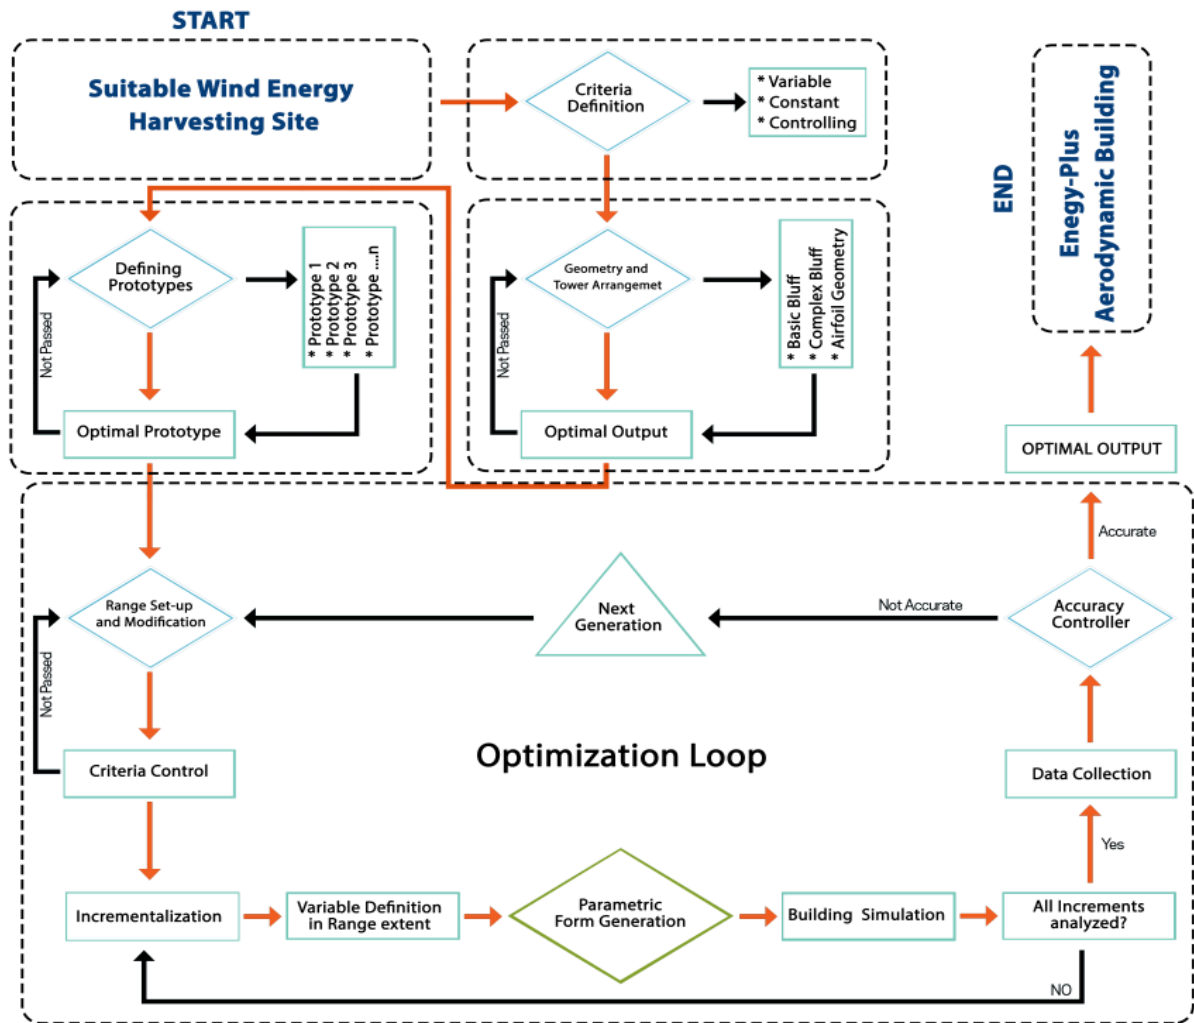 START
Suitable Wind Energy
Harvesting Site
Criteria
Definition
* Variable
* Constant
* Controlling
END
Enegy-Plus
Aerodynamic Building
Defining
Prototypes
* Prototype 1
* Prototype 2
* Prototype 3
* Prototype ....n
Not Passed
Optimal Prototype
Geometry and
Tower Arrangemet
* Basic Bluff
* Complex Bluff
* Airfoil Geometry
Not Passed
Optimal Output
OPTIMAL OUTPUT
Accurate
Range Set-up
and Modification
Next
Generation
Not Accurate
Accuracy
Controller
Not Passed
Criteria Control
Optimization Loop
Data Collection
Yes
Incrementalization
Variable Definition
in Range extent
Parametric
Form Generation
Building Simulation
All Increments
analyzed?
NO